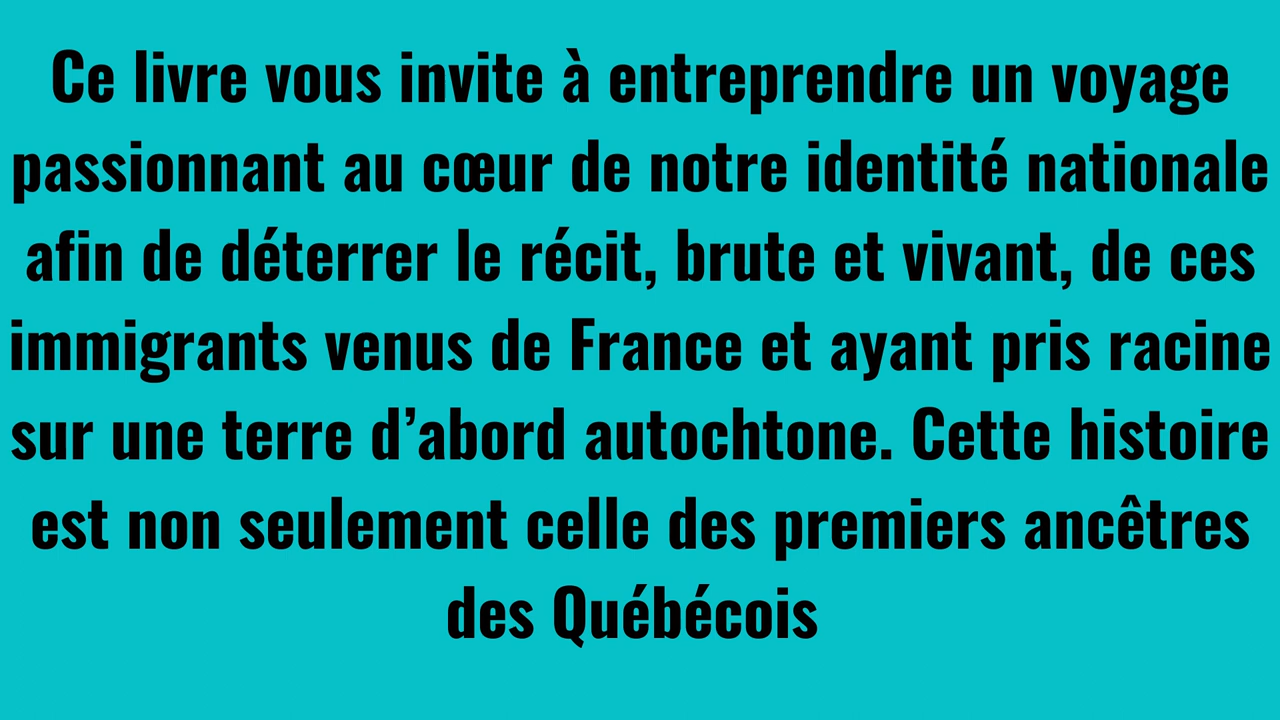 Ce livre vous invite à entreprendre un voyage
passionnant au cœur de notre identité nationale
afin de déterrer le récit, brute et vivant, de ces
immigrants venus de France et ayant pris racine
sur une terre d’abord autochtone. Cette histoire
est non seulement celle des premiers ancêtres
des Québécois